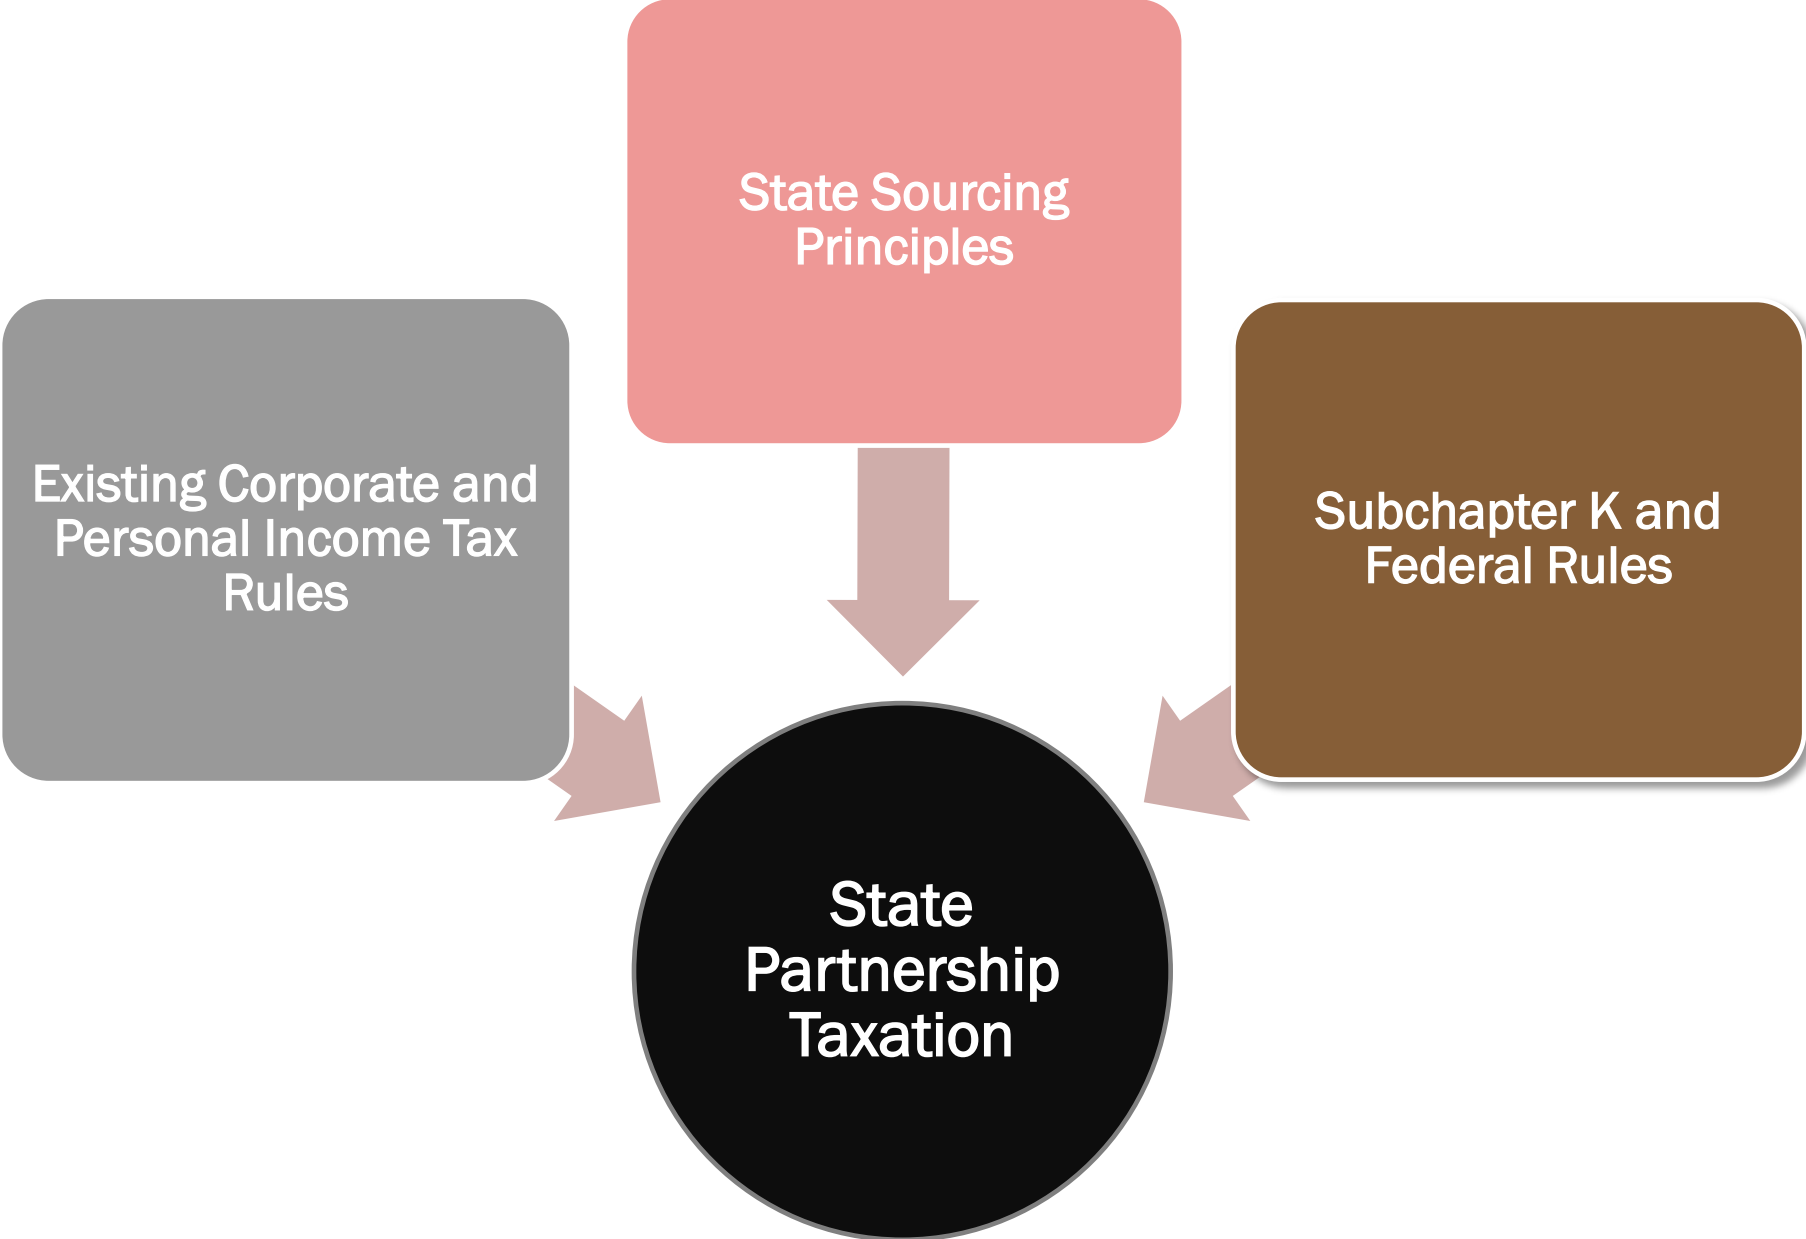 State Sourcing
Principles
Existing Corporate and
Personal Income Tax
Rules
Subchapter K and
Federal Rules
State
Partnership
Taxation